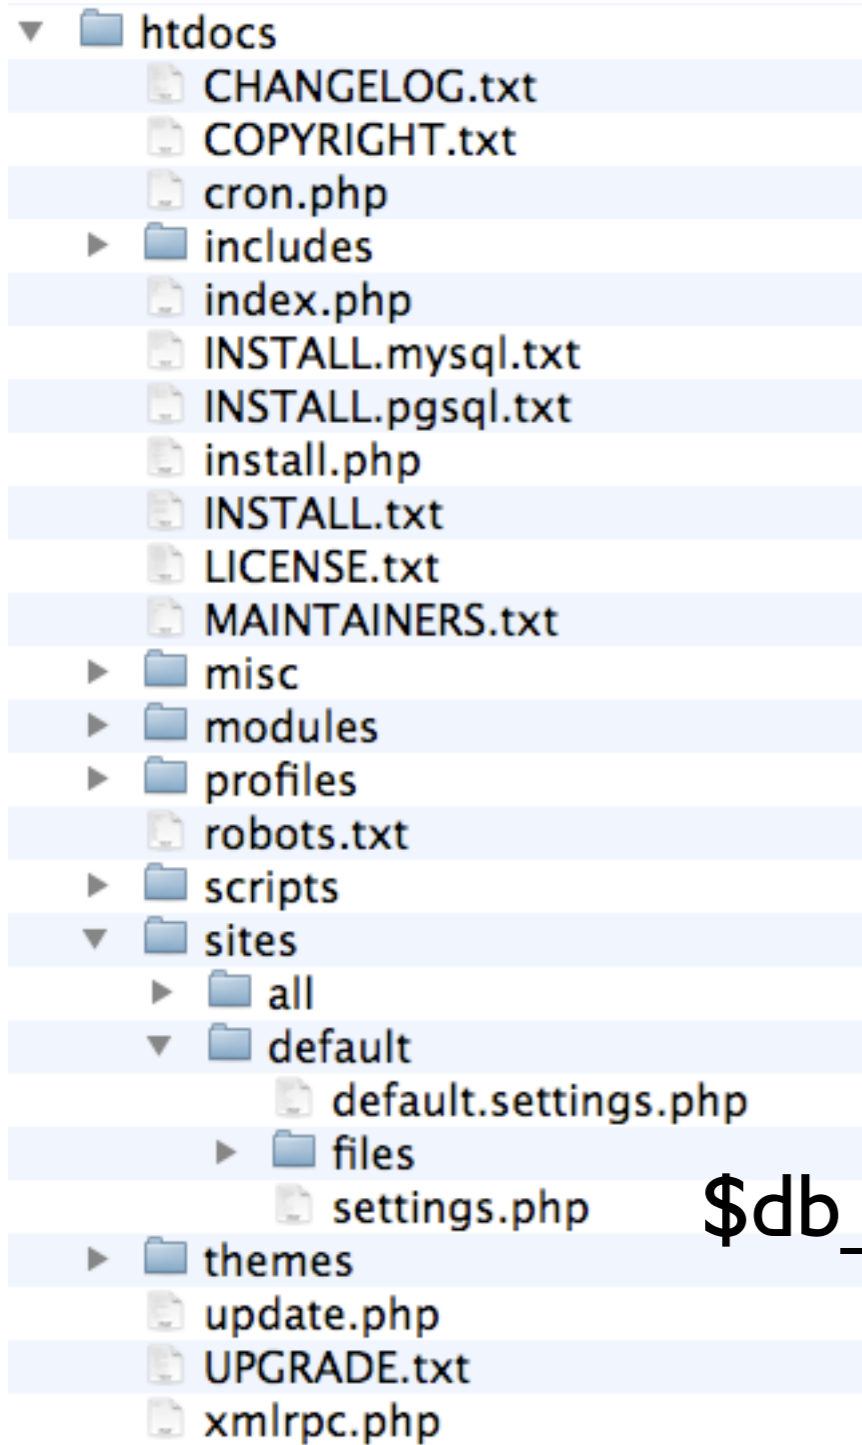 htdocs
CHANGELOG.txt
COPYRIGHT.txt
cron.php
includes
index.php
INSTALL.mysql.txt
INSTALL.pgsql.txt
install.php
INSTALL.txt
LICENSE.txt
MAINTAINERS.txt
misc
modules
profiles
robots.txt
scripts
sites
all
default
default.settings.php
files
settings.php $db_
themes
update.php
UPGRADE.txt
xmlrpc.php